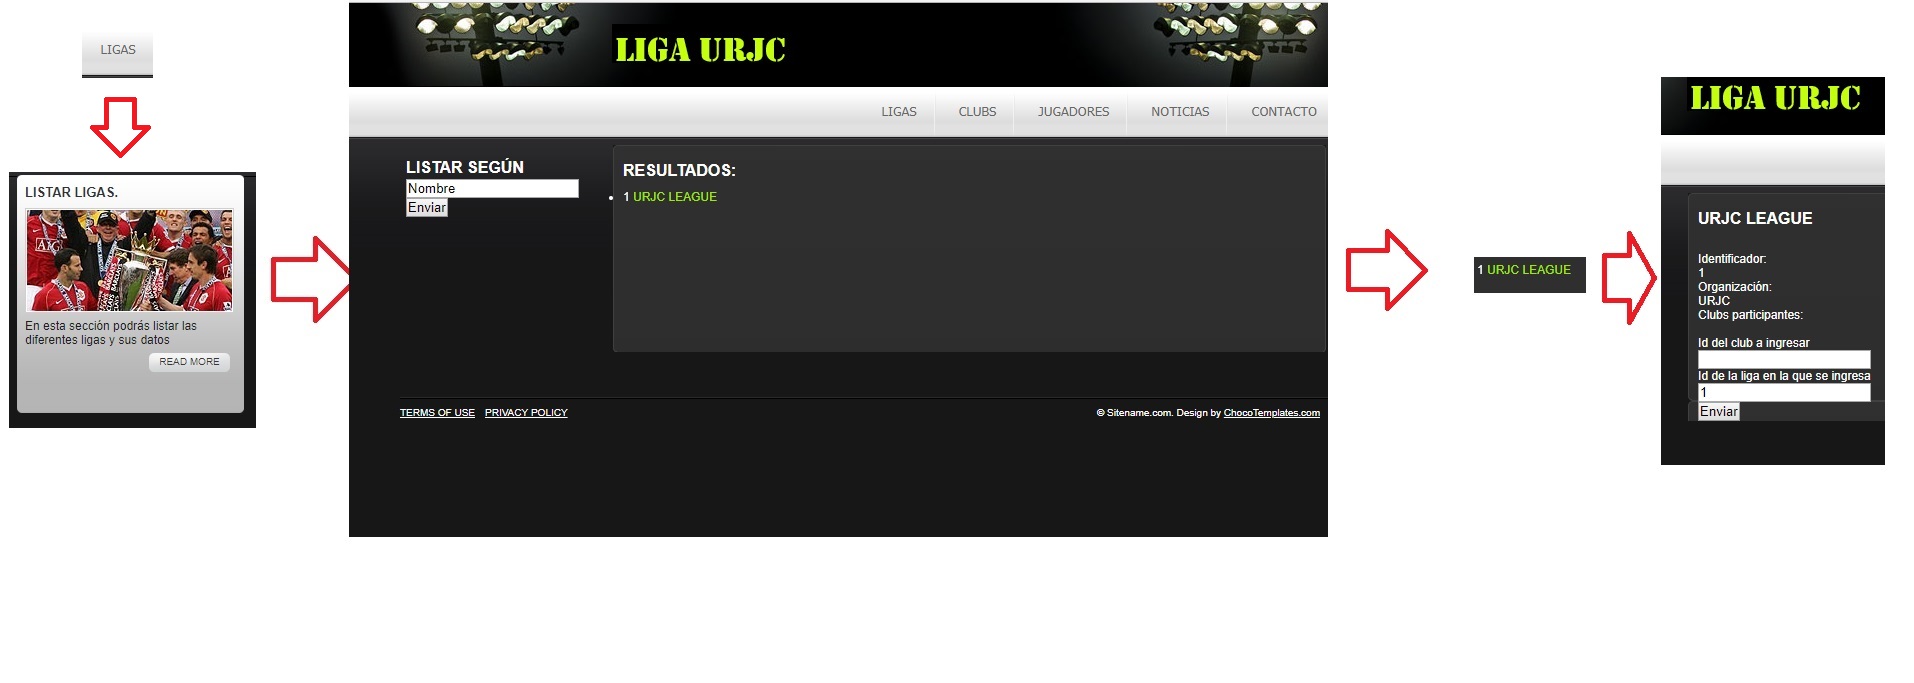 LIGAS
LISTAR LIGAS.
AIG
BARCLAYS
En esta sección podrás listar las
diferentes ligas y sus datos
READ MORE
LIGA URJC
LIGAS
CLUBS
JUGADORES
NOTICIAS
CONTACTO
LISTAR SEGÚN
Nombre
Enviar
RESULTADOS:
1 URJC LEAGUE
TERMS OF USE
PRIVACY POLICY
© Sitename.com. Design by ChocoTemplates.com
1 URJC LEAGUE
LIGA URJC
URJC LEAGUE
Identificador:
1
Organización:
URJC
Clubs participantes:
Id del club a ingresar
Id de la liga en la que se ingresa
1
Enviar